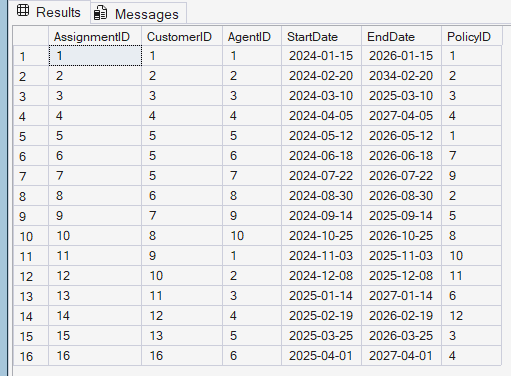 Results Messages
AssignmentID CustomerID AgentID StartDate EndDate PolicyID
1 1 1 1 2024-01-15 2026-01-15 1
2 2 2 2 2024-02-20 2034-02-20 2
3 3 3 3 2024-03-10 2025-03-10 3
4 4 4 4 2024-04-05 2027-04-05 4
5 5 5 5 2024-05-12 2026-05-12 1
6 6 5 6 2024-06-18 2026-06-18 7
7 7 5 7 2024-07-22 2026-07-22 9
8 8 6 8 2024-08-30 2026-08-30 2
9 9 7 9 2024-09-14 2025-09-14 5
10 10 8 10 2024-10-25 2026-10-25 8
11 11 9 1 2024-11-03 2025-11-03 10
12 12 10 2 2024-12-08 2025-12-08 11
13 13 11 3 2025-01-14 2027-01-14 6
14 14 12 4 2025-02-19 2026-02-19 12
15 15 13 5 2025-03-25 2026-03-25 3
16 16 16 6 2025-04-01 2027-04-01 4